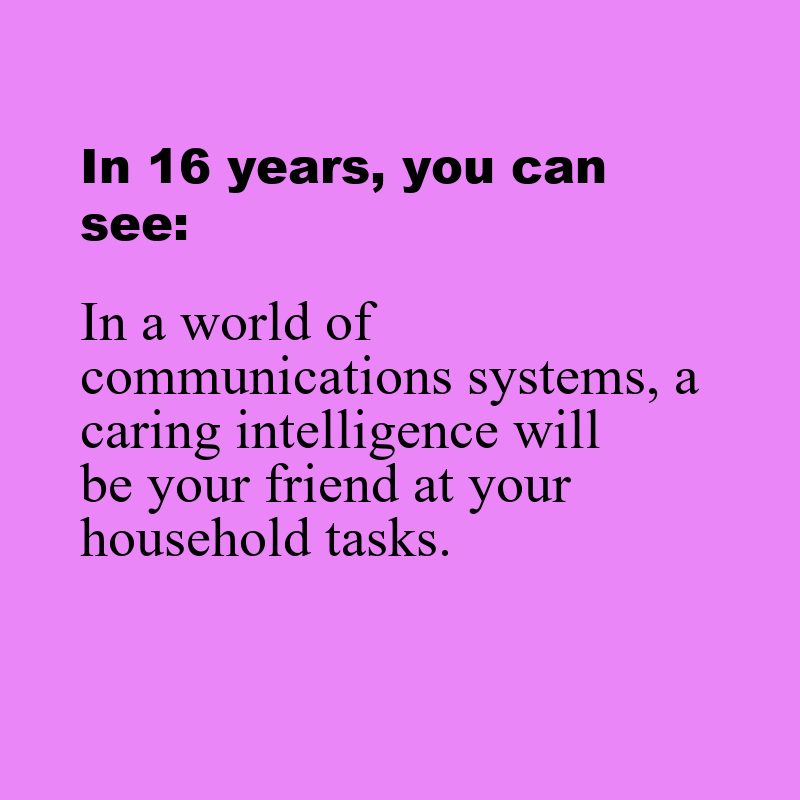 In 16 years, you can
see:
In a world of
communications systems, a
caring intelligence will
be your friend at your
household tasks.